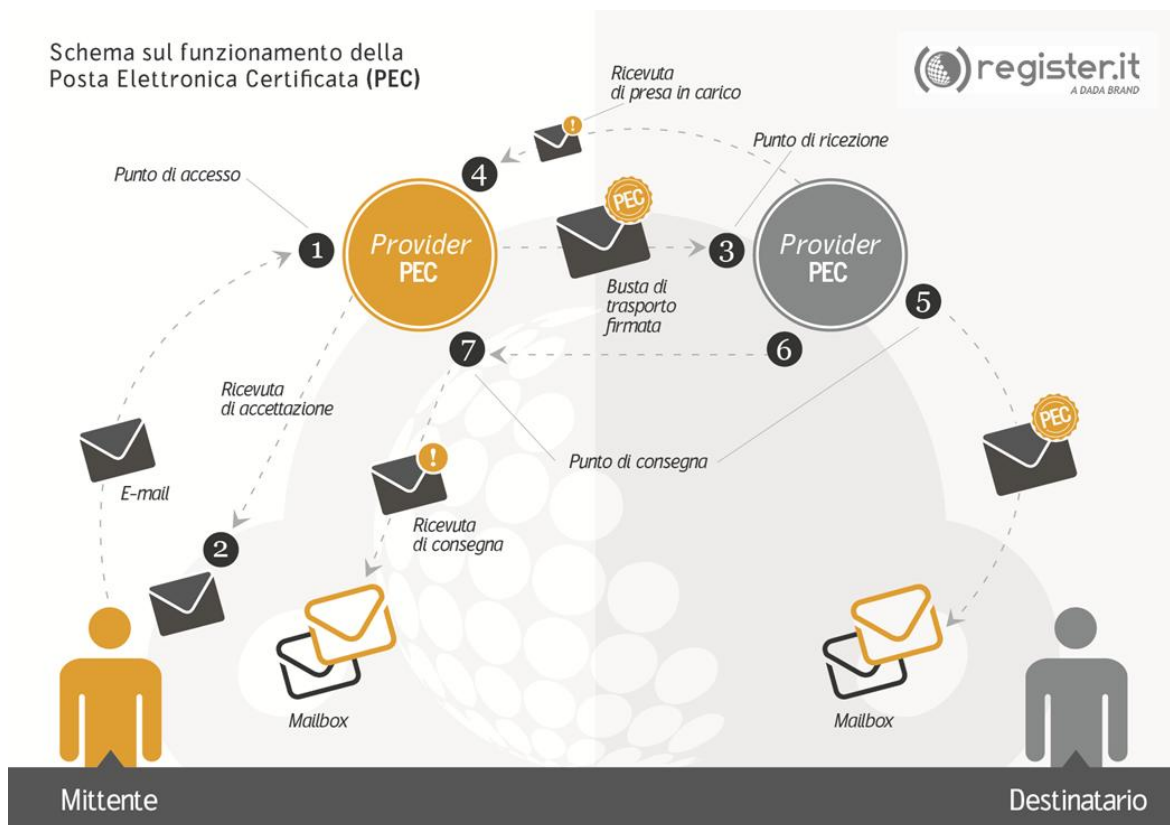 Schema sul funzionamento della
Posta Elettronica Certificata (PEC)
register.it
A DADA BRAND
Ricevuta
di presa in carico
!
Punto di ricezione
Punto di accesso
4
PEC
1
Provider
PEC
3
Provider
PEC
Busta di
trasporto
firmata
5
7
6
Ricevuta
di accettazione
PEC
!
Punto di consegna
E-mail
Ricevuta
di consegna
2
Mailbox
Mailbox
Mittente
Destinatario